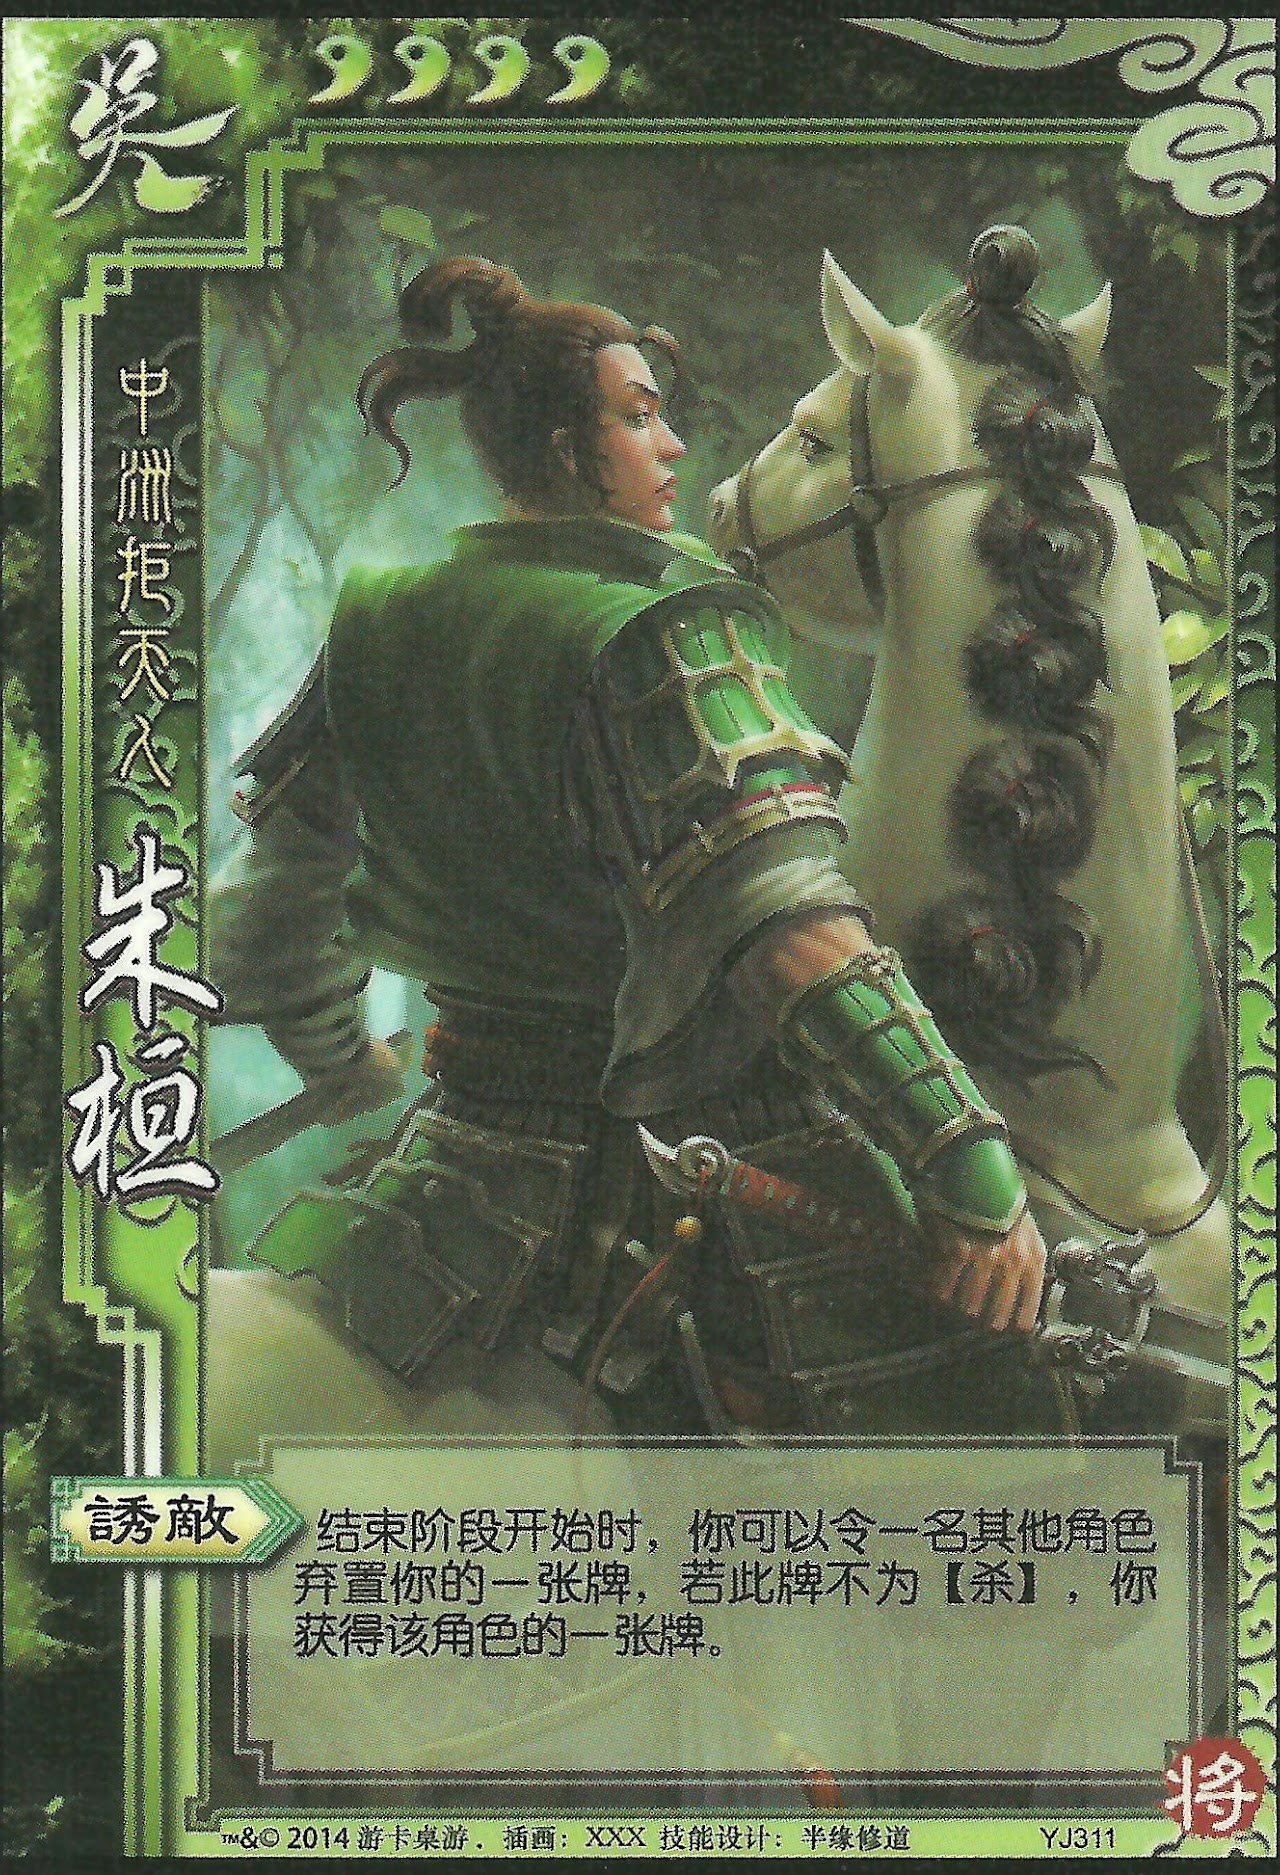 吴
中洲拒天人
朱桓
誘敵
结束阶段开始时，你可以令一名其他角色
弃置你的一张牌，若此牌不为【杀】，你
获得该角色的一张牌。
将
™&© 2014 游卡桌游．插画：XXX 技能设计：半缘修道
YJ311